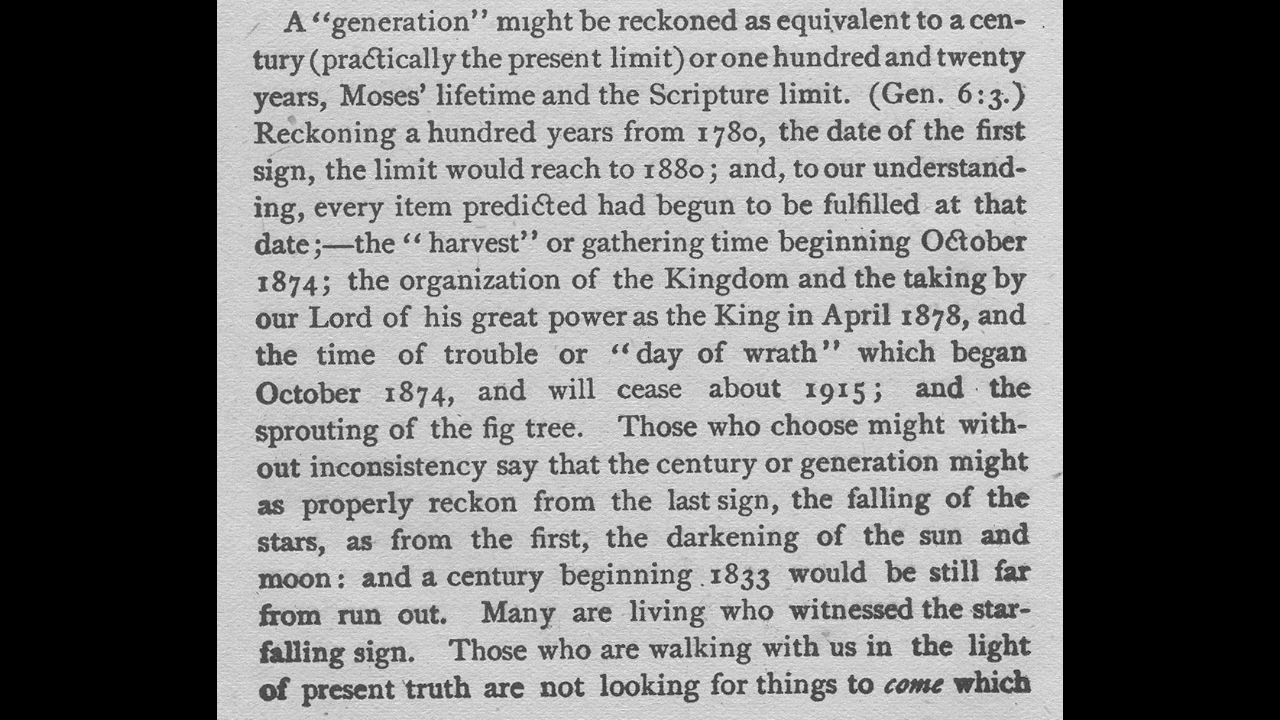 A “generation” might be reckoned as equivalent to a cen-
tury (practically the present limit) or one hundred and twenty
years, Moses’ lifetime and the Scripture limit. (Gen. 6:3.)
Reckoning a hundred years from 1780, the date of the first
sign, the limit would reach to 1880; and, to our understand-
ing, every item predicted had begun to be fulfilled at that
date;—the “harvest” or gathering time beginning October
1874; the organization of the Kingdom and the taking by
our Lord of his great power as the King in April 1878, and
the time of trouble or “day of wrath” which began
October 1874, and will cease about 1915; and the
sprouting of the fig tree. Those who choose might with-
out inconsistency say that the century or generation might
as properly reckon from the last sign, the falling of the
stars, as from the first, the darkening of the sun and
moon: and a century beginning 1833 would be still far
from run out. Many are living who witnessed the star-
falling sign. Those who are walking with us in the light
of present truth are not looking for things to come which